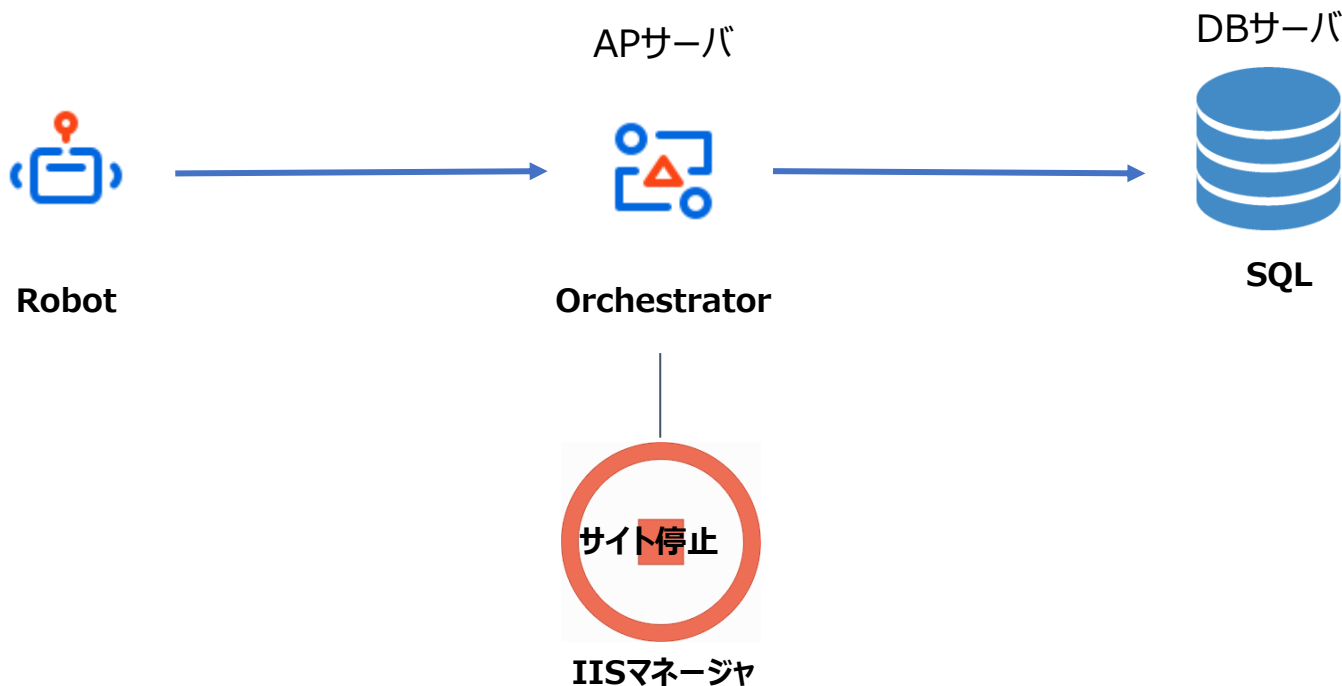 APサーバ
DBサーバ
Robot
Orchestrator
SQL
サイト停止
IISマネージャ